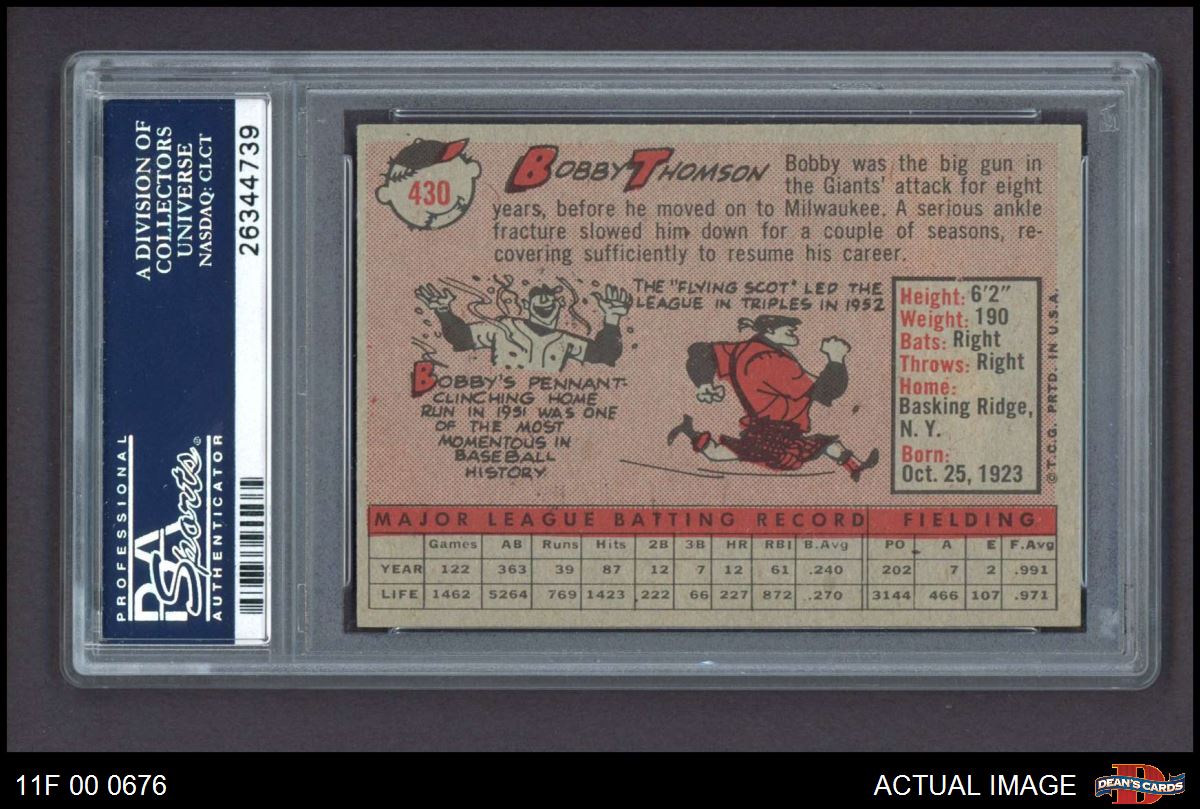 A DIVISION OF
COLLECTORS
UNIVERSE
NASDAQ: CLCT
26344739
PROFESSIONAL
PSA
Sports®
AUTHENTICATOR
430
BOBBY THOMSON
Bobby was the big gun in
the Giants' attack for eight
years, before he moved on to Milwaukee. A serious ankle
fracture slowed him down for a couple of seasons, re-
covering sufficiently to resume his career.
THE "FLYING SCOT" LED THE
LEAGUE IN TRIPLES IN 1952
BOBBY'S PENNANT-
CLINCHING HOME
RUN IN 1951 WAS ONE
OF THE MOST
MOMENTOUS IN
BASEBALL
HISTORY
Height: 6'2"
Weight: 190
Bats: Right
Throws: Right
Home:
Basking Ridge,
N. Y.
Born:
Oct. 25, 1923
© T.C.G. PRTD. IN U.S.A.
MAJOR LEAGUE BATTING RECORD FIELDING
Games AB Runs Hits 2B 3B HR RBI B.Avg PO A E F.Avg
YEAR 122 363 39 87 12 7 12 61 .240 202 7 2 .991
LIFE 1462 5264 769 1423 222 66 227 872 .270 3144 466 107 .971
11F 00 0676
ACTUAL IMAGE
DEAN'S CARDS